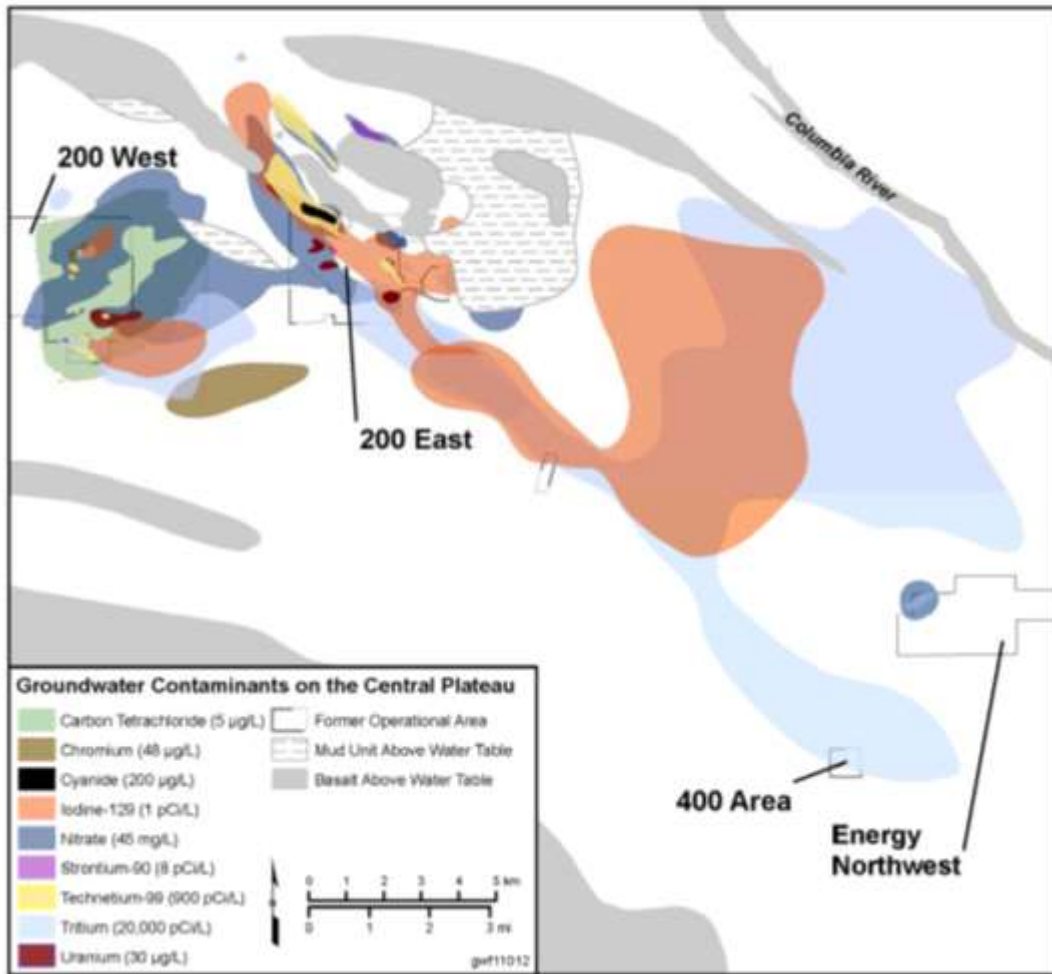 200 West
Columbia River
200 East
400 Area
Energy
Northwest
Groundwater Contaminants on the Central Plateau
Carbon Tetrachloride (5 µg/L)
Chromium (48 µg/L)
Cyanide (200 µg/L)
Iodine-129 (1 pCi/L)
Nitrate (45 mg/L)
Strontium-90 (8 pCi/L)
Technetium-99 (900 pCi/L)
Tritium (20,000 pCi/L)
Uranium (30 µg/L)
Former Operational Area
Mud Unit Above Water Table
Basalt Above Water Table
0 1 2 3 4 5 km
0 1 2 3 mi
gwf11012